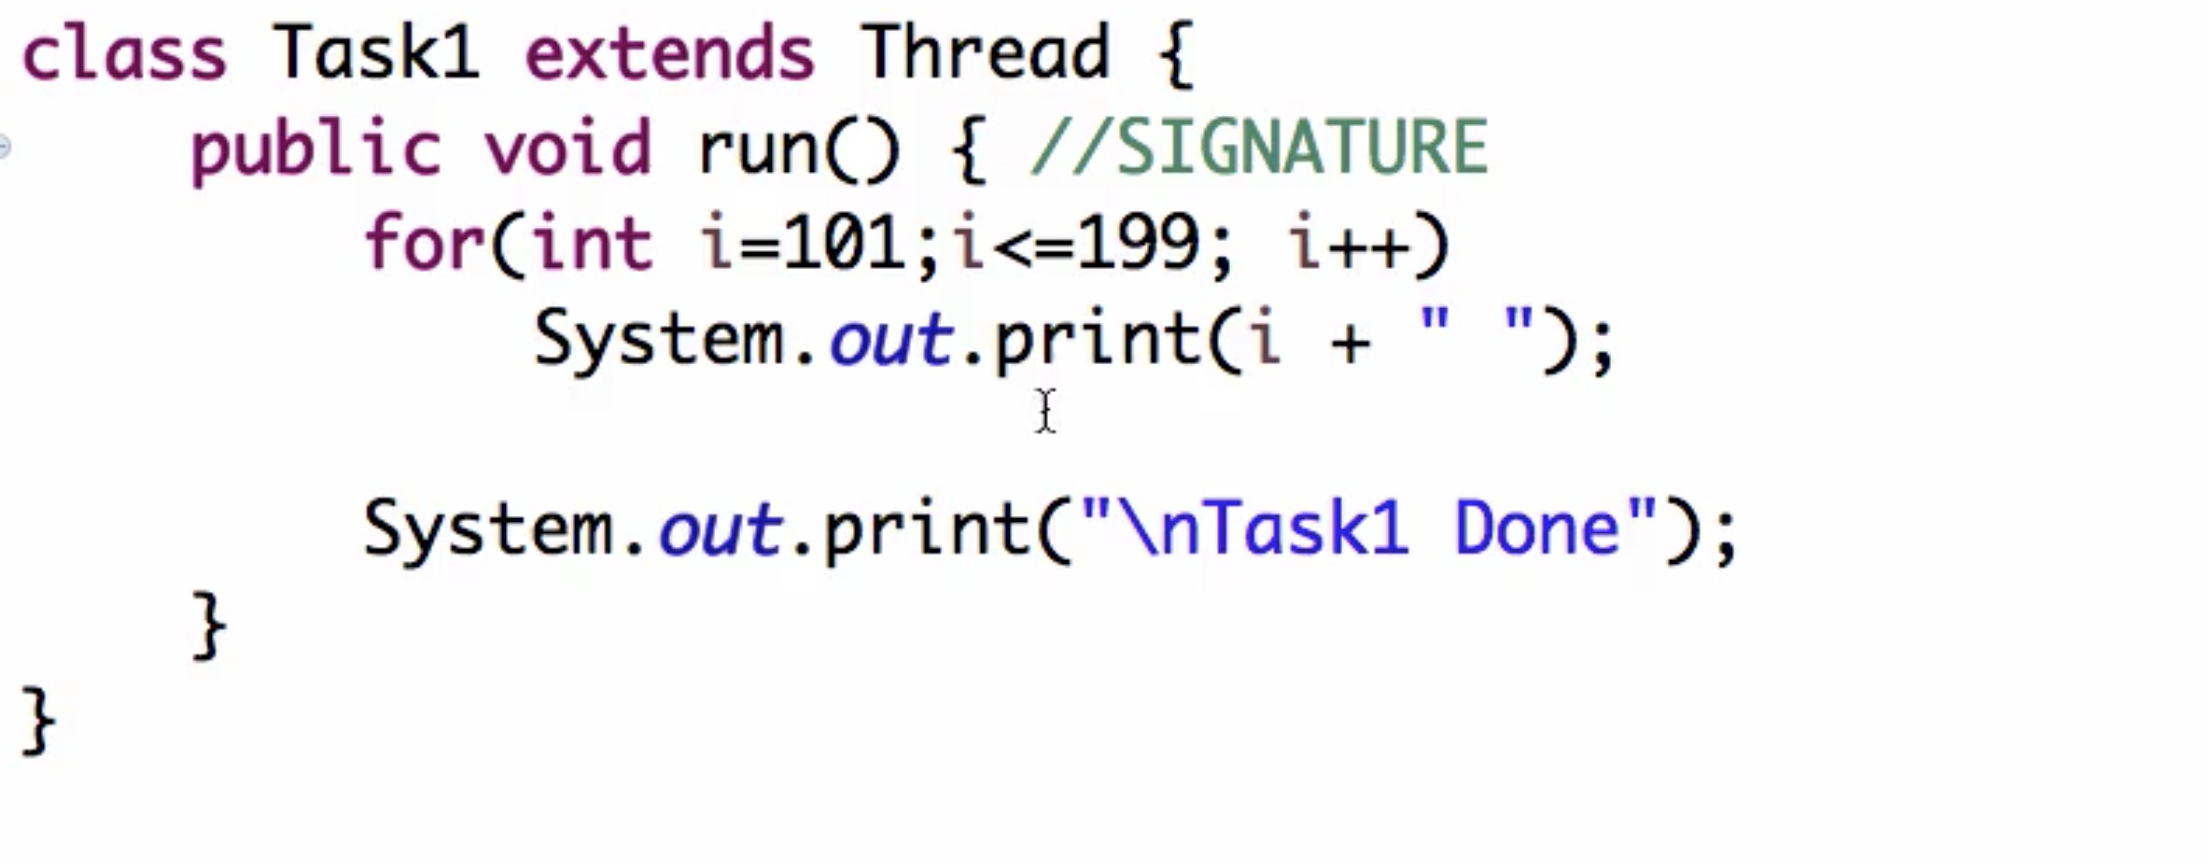 class Task1 extends Thread {
public void run() { //SIGNATURE
for(int i=101;i<=199; i++)
System.out.print(i + " ");
System.out.print("\nTask1 Done");
}
}